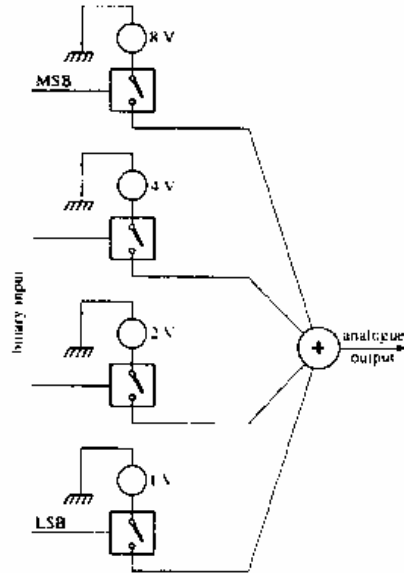 8 V
MSB
4 V
binary input
2 V
+
analogue
output
1 V
LSB